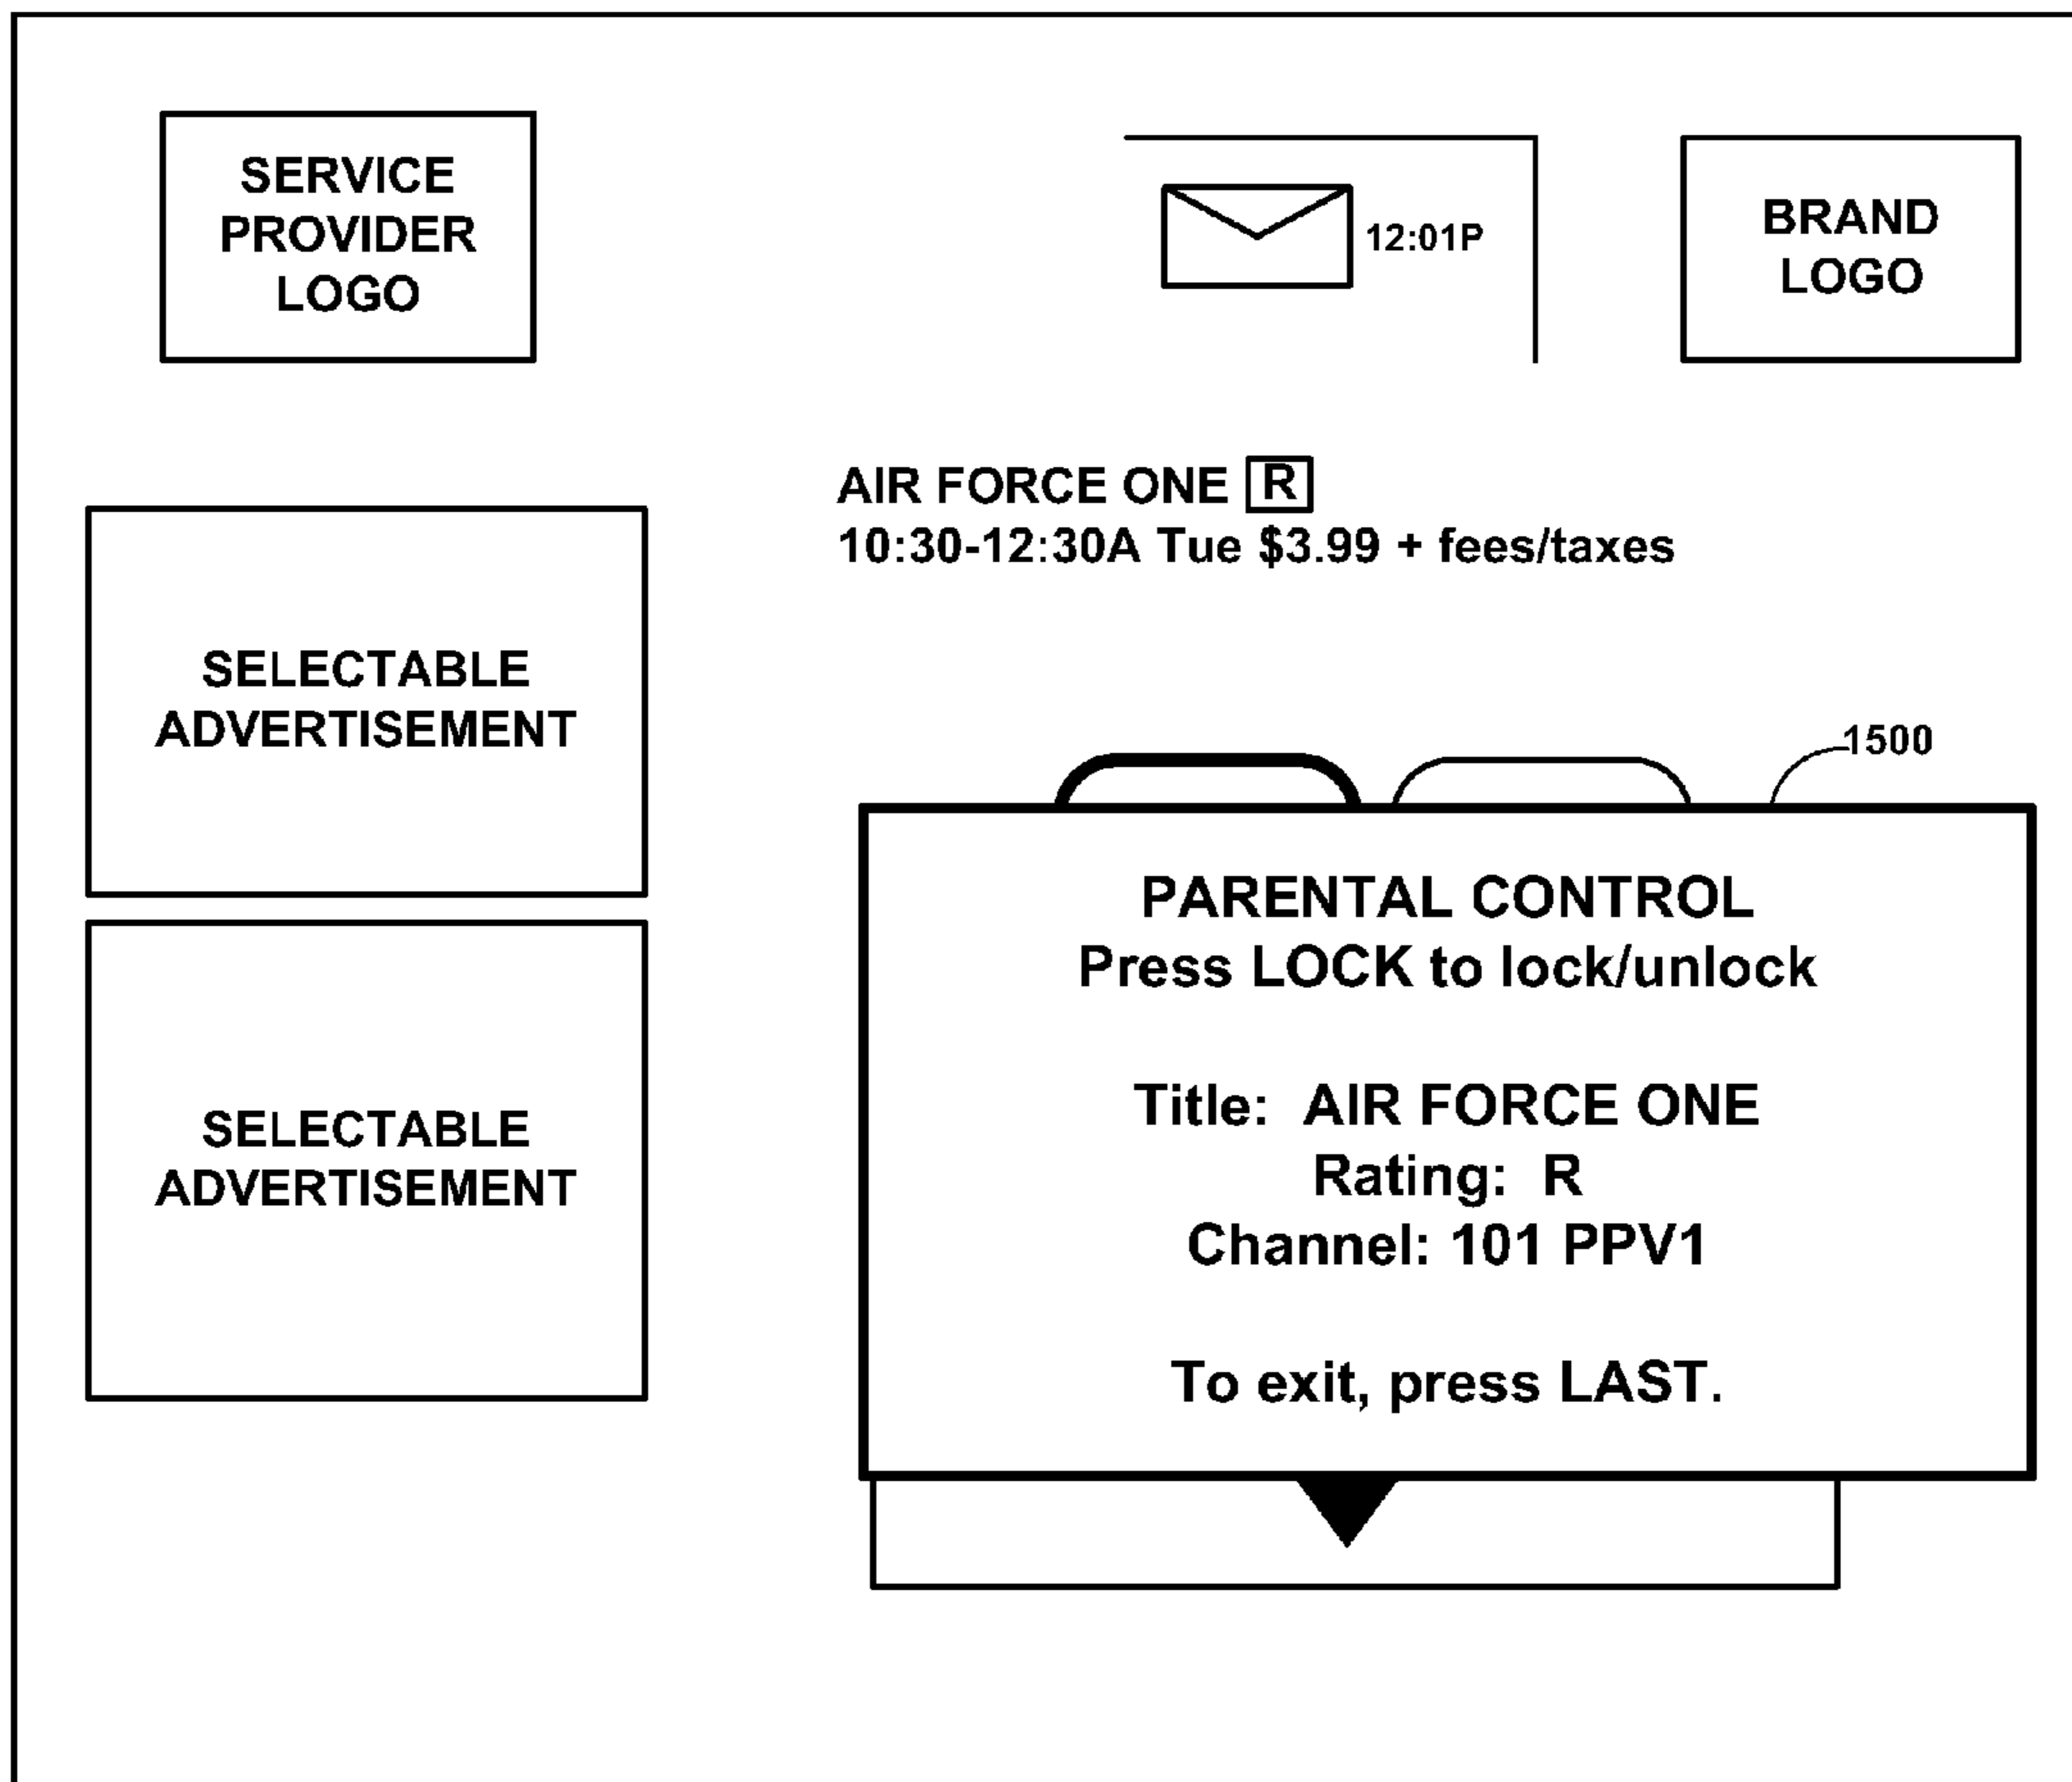 SERVICE
PROVIDER
LOGO
12:01P
BRAND
LOGO
AIR FORCE ONE R
10:30-12:30A Tue $3.99 + fees/taxes
SELECTABLE
ADVERTISEMENT
SELECTABLE
ADVERTISEMENT
1500
PARENTAL CONTROL
Press LOCK to lock/unlock
Title: AIR FORCE ONE
Rating: R
Channel: 101 PPV1
To exit, press LAST.